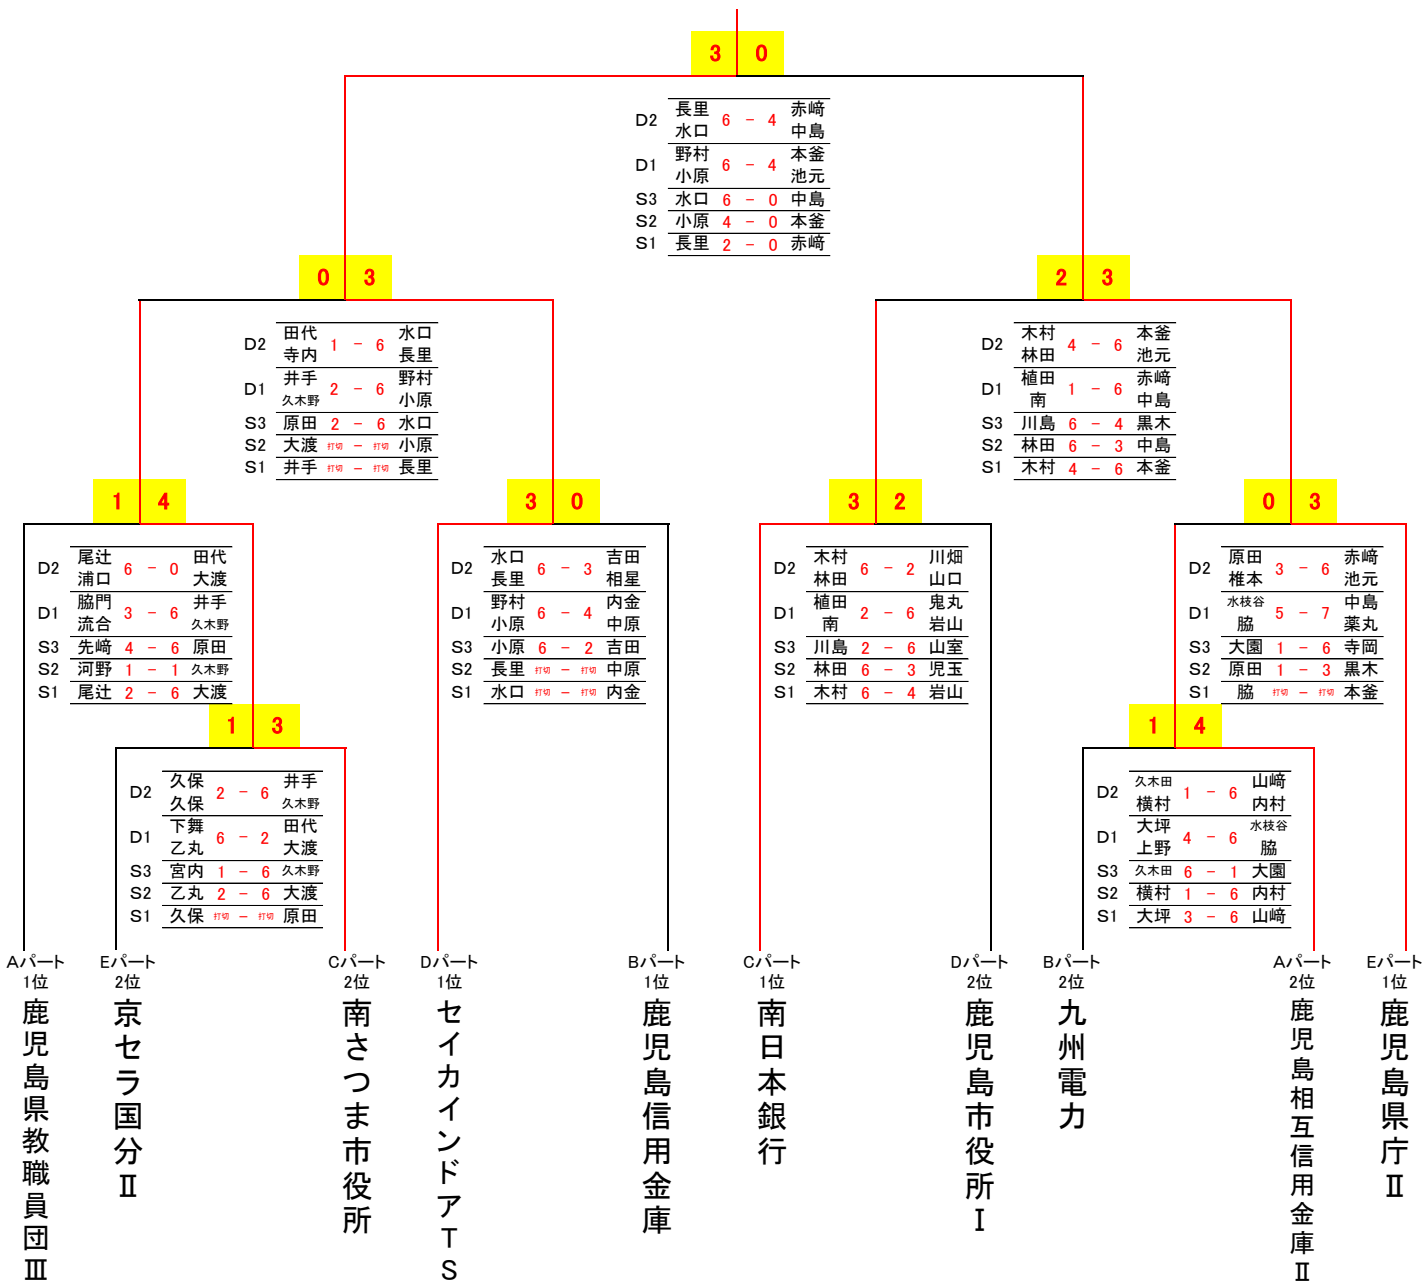 3 0
D2 長里 水口 6 - 4 赤﨑 中島
D1 野村 小原 6 - 4 本釜 池元
S3 水口 6 - 0 中島
S2 小原 4 - 0 本釜
S1 長里 2 - 0 赤﨑
0 3
D2 田代 寺内 1 - 6 水口 長里
D1 井手 久木野 2 - 6 野村 小原
S3 原田 2 - 6 水口
S2 大渡 打切 - 打切 小原
S1 井手 打切 - 打切 長里
2 3
D2 木村 林田 4 - 6 本釜 池元
D1 植田 南 1 - 6 赤﨑 中島
S3 川島 6 - 4 黒木
S2 林田 6 - 3 中島
S1 木村 4 - 6 本釜
1 4
D2 尾辻 浦口 6 - 0 田代 大渡
D1 脇門 流合 3 - 6 井手 久木野
S3 先﨑 4 - 6 原田
S2 河野 1 - 1 久木野
S1 尾辻 2 - 6 大渡
3 0
D2 水口 長里 6 - 3 吉田 相星
D1 野村 小原 6 - 4 内金 中原
S3 小原 6 - 2 吉田
S2 長里 打切 - 打切 中原
S1 水口 打切 - 打切 内金
3 2
D2 木村 林田 6 - 2 川畑 山口
D1 植田 南 2 - 6 鬼丸 岩山
S3 川島 2 - 6 山室
S2 林田 6 - 3 児玉
S1 木村 6 - 4 岩山
0 3
D2 原田 椎本 3 - 6 赤﨑 池元
D1 水枝谷 脇 5 - 7 中島 薬丸
S3 大園 1 - 6 寺岡
S2 原田 1 - 3 黒木
S1 脇 打切 - 打切 本釜
1 3
D2 久保 久保 2 - 6 井手 久木野
D1 下舞 乙丸 6 - 2 田代 大渡
S3 宮内 1 - 6 久木野
S2 乙丸 2 - 6 大渡
S1 久保 打切 - 打切 原田
1 4
D2 久木田 横村 1 - 6 山﨑 内村
D1 大坪 上野 4 - 6 水枝谷 脇
S3 久木田 6 - 1 大園
S2 横村 1 - 6 内村
S1 大坪 3 - 6 山﨑
Aパート
1位
鹿児島県教職員団Ⅲ
Eパート
2位
京セラ国分Ⅱ
Cパート
2位
南さつま市役所
Dパート
1位
セイカインドアTS
Bパート
1位
鹿児島信用金庫
Cパート
1位
南日本銀行
Dパート
2位
鹿児島市役所Ⅰ
Bパート
2位
九州電力
Aパート
2位
鹿児島相互信用金庫Ⅱ
Eパート
1位
鹿児島県庁Ⅱ